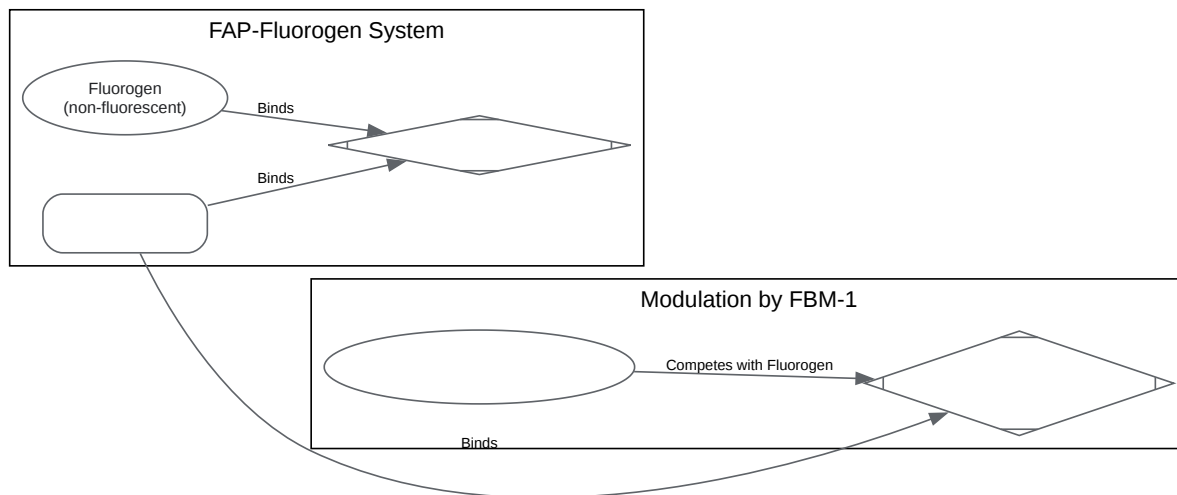 FAP-Fluorogen System
Fluorogen
(non-fluorescent)
Binds
Binds
Modulation by FBM-1
Competes with Fluorogen
Binds